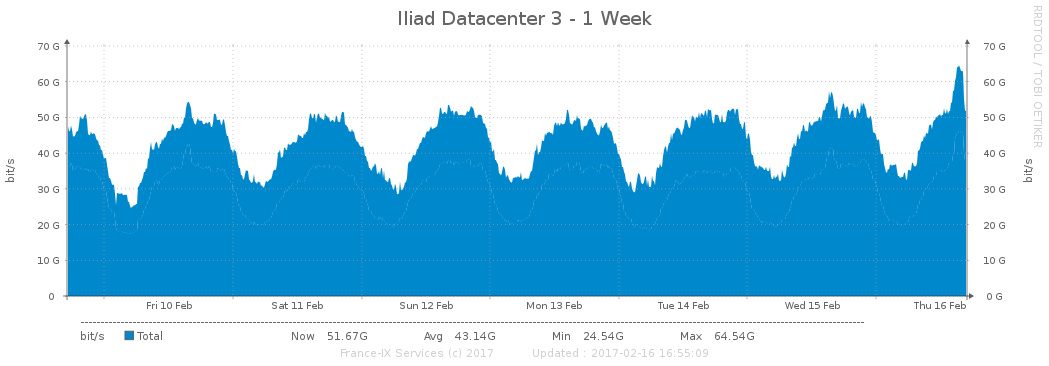 Iliad Datacenter 3 - 1 Week
RRDTOOL / TOBI OETIKER
70 G 70 G
60 G 60 G
50 G 50 G
40 G 40 G
30 G 30 G
20 G 20 G
10 G 10 G
0 0 G
bit/s bit/s
Fri 10 Feb Sat 11 Feb Sun 12 Feb Mon 13 Feb Tue 14 Feb Wed 15 Feb Thu 16 Feb
bit/s Total Now 51.67G Avg 43.14G Min 24.54G Max 64.54G
France-IX Services (c) 2017 Updated : 2017-02-16 16:55:09